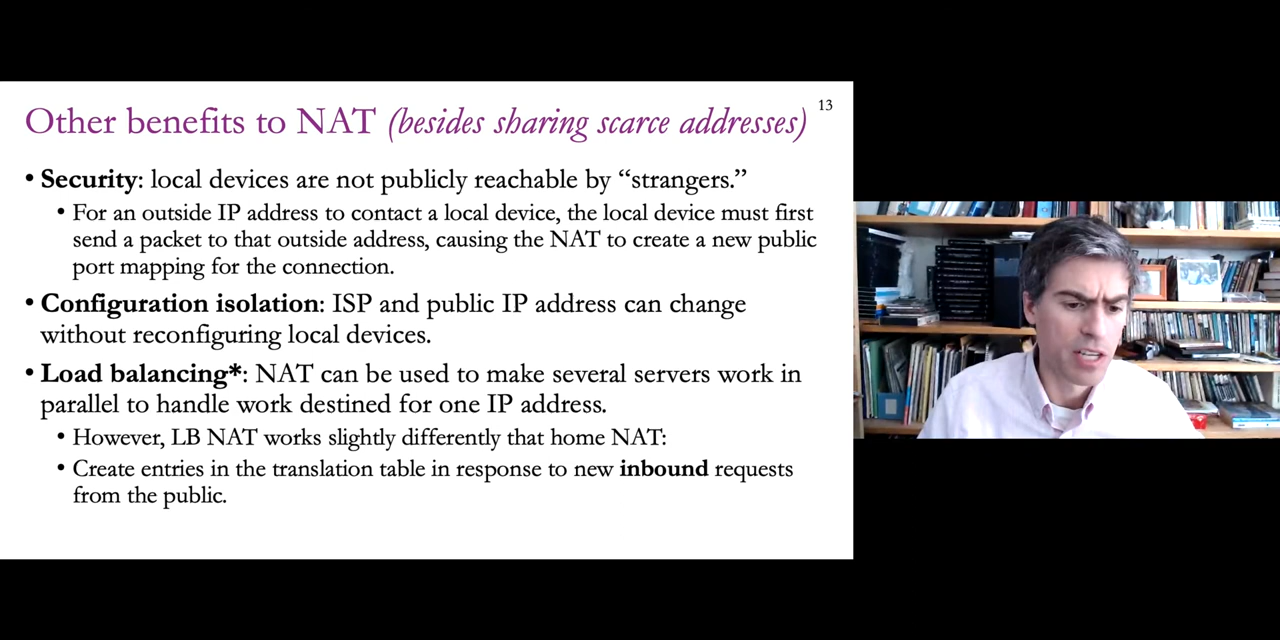 Other benefits to NAT (besides sharing scarce addresses)
13
• Security: local devices are not publicly reachable by “strangers.”
• For an outside IP address to contact a local device, the local device must first
send a packet to that outside address, causing the NAT to create a new public
port mapping for the connection.
• Configuration isolation: ISP and public IP address can change
without reconfiguring local devices.
• Load balancing*: NAT can be used to make several servers work in
parallel to handle work destined for one IP address.
• However, LB NAT works slightly differently that home NAT:
• Create entries in the translation table in response to new inbound requests
from the public.